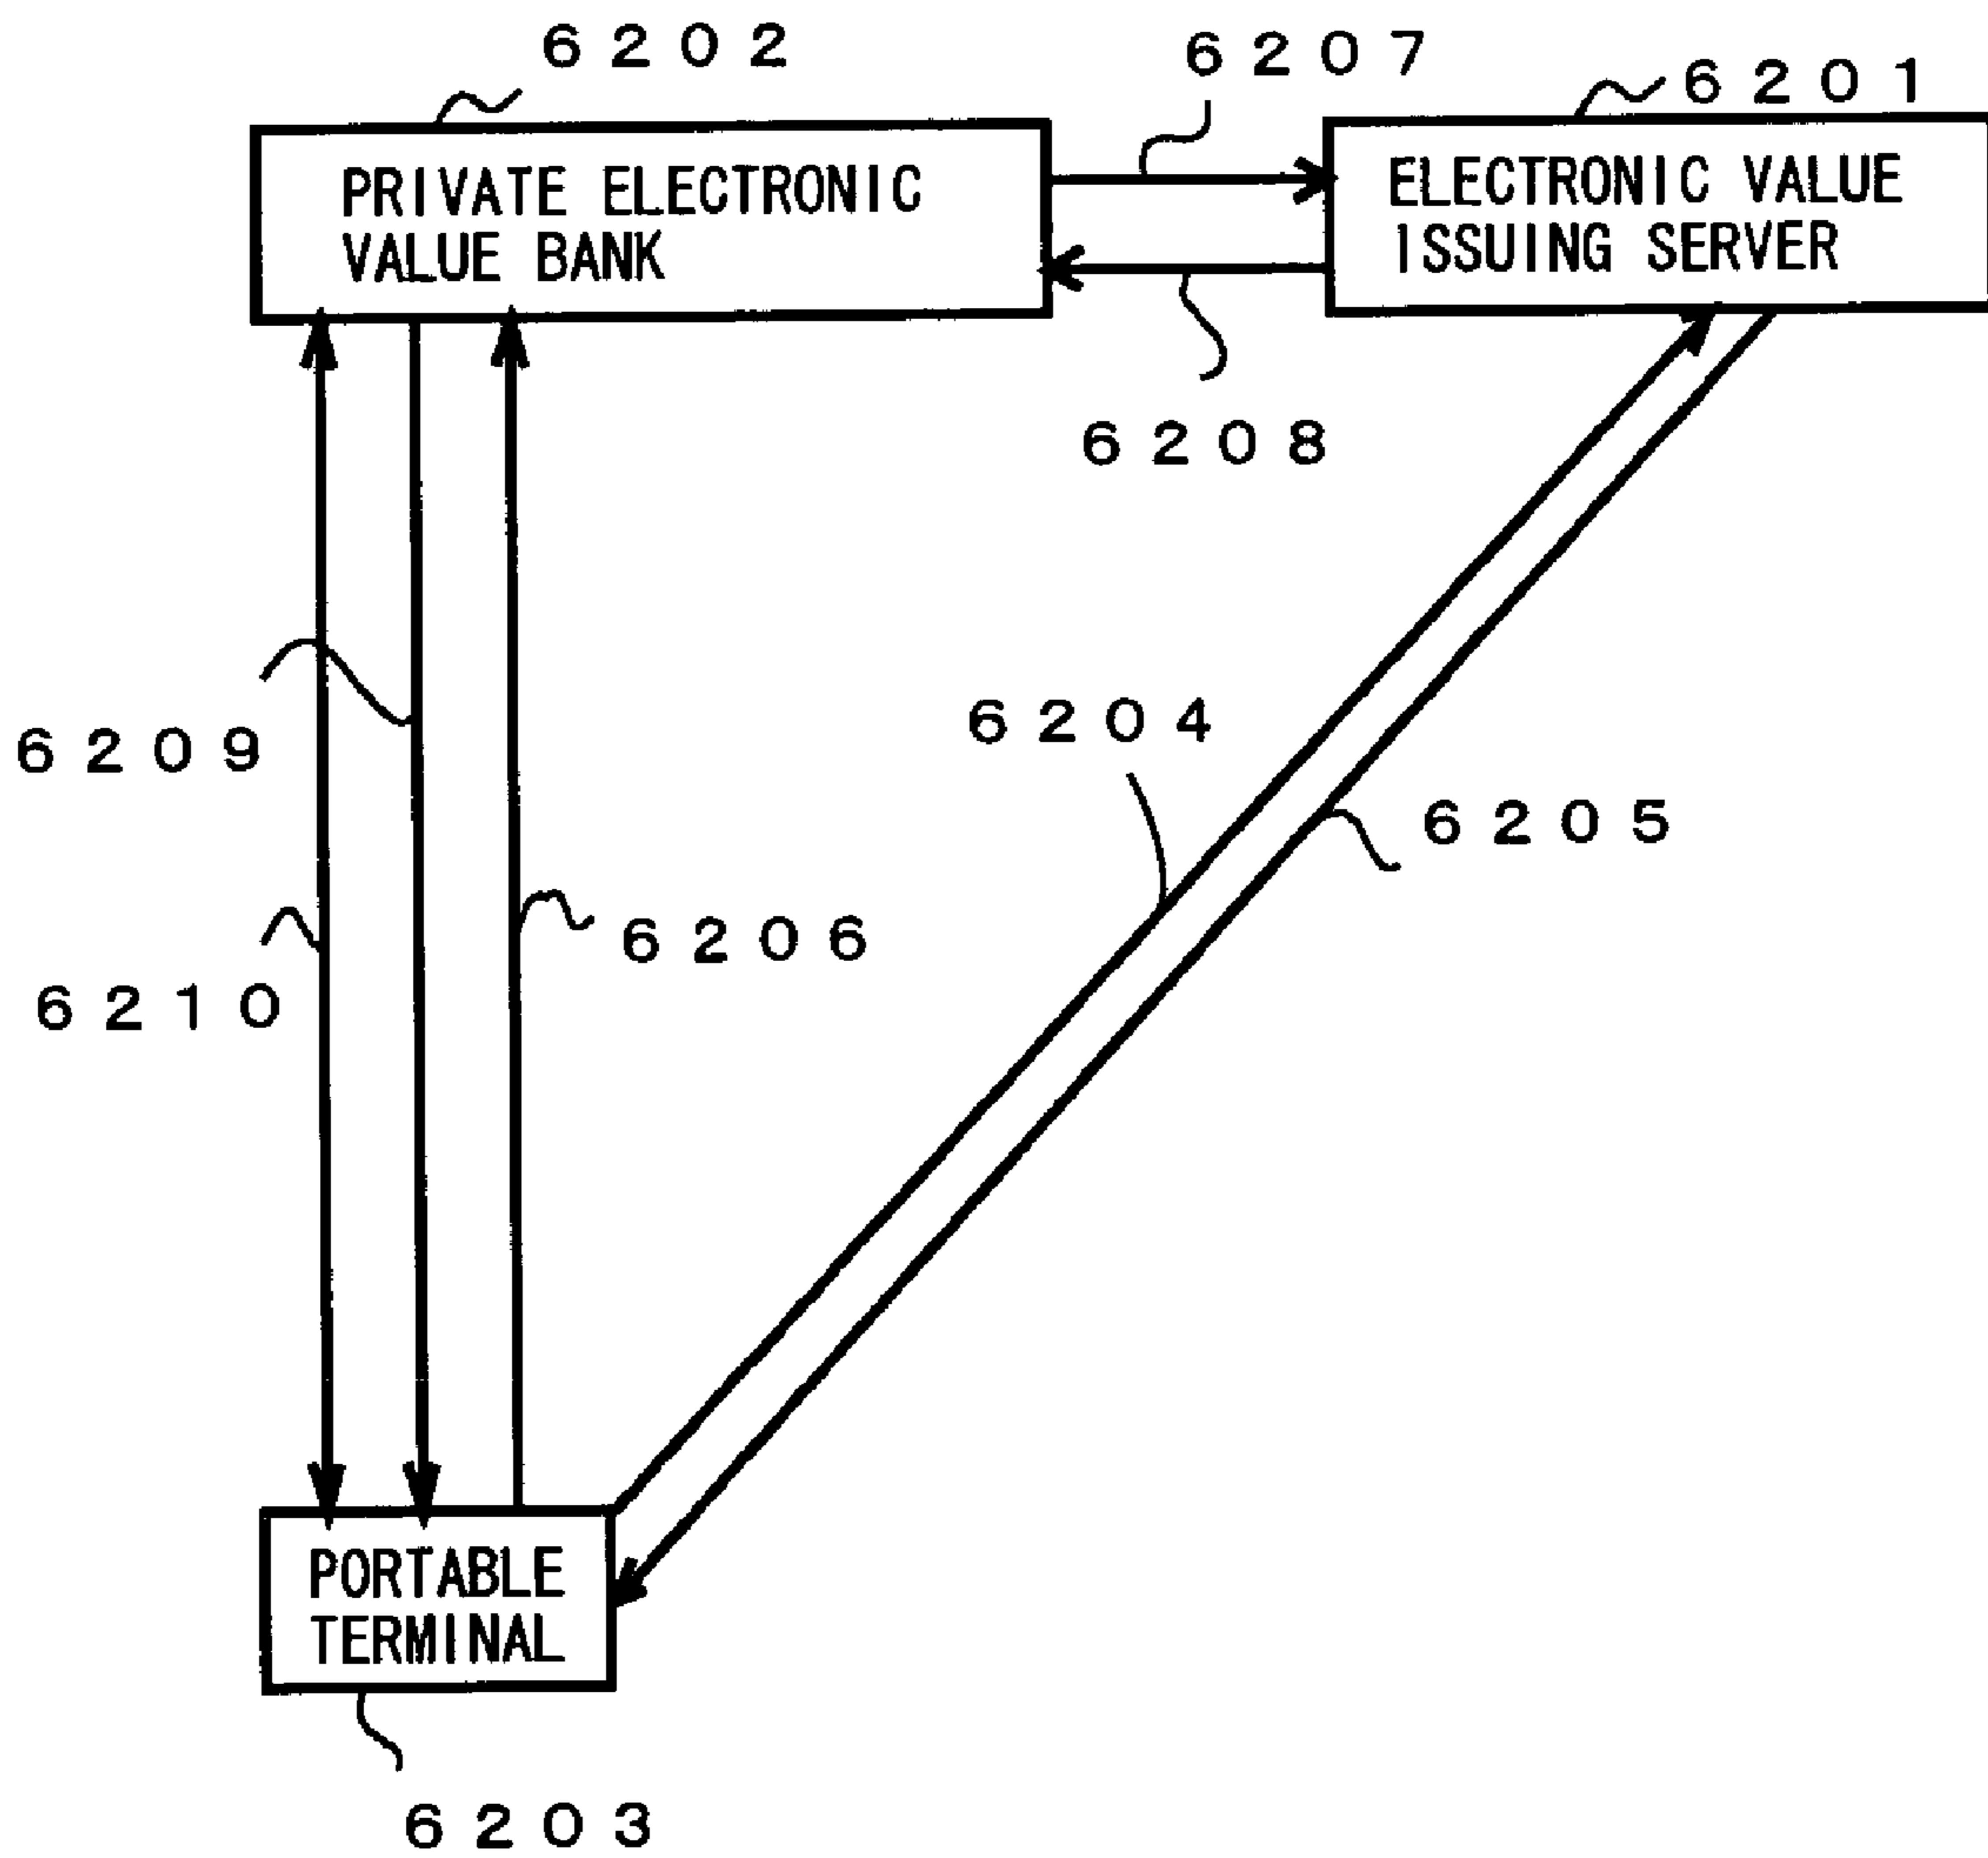 6202
6207
6201
PRIVATE ELECTRONIC
VALUE BANK
ELECTRONIC VALUE
ISSUING SERVER
6208
6204
6209
6205
6206
6210
PORTABLE
TERMINAL
6203